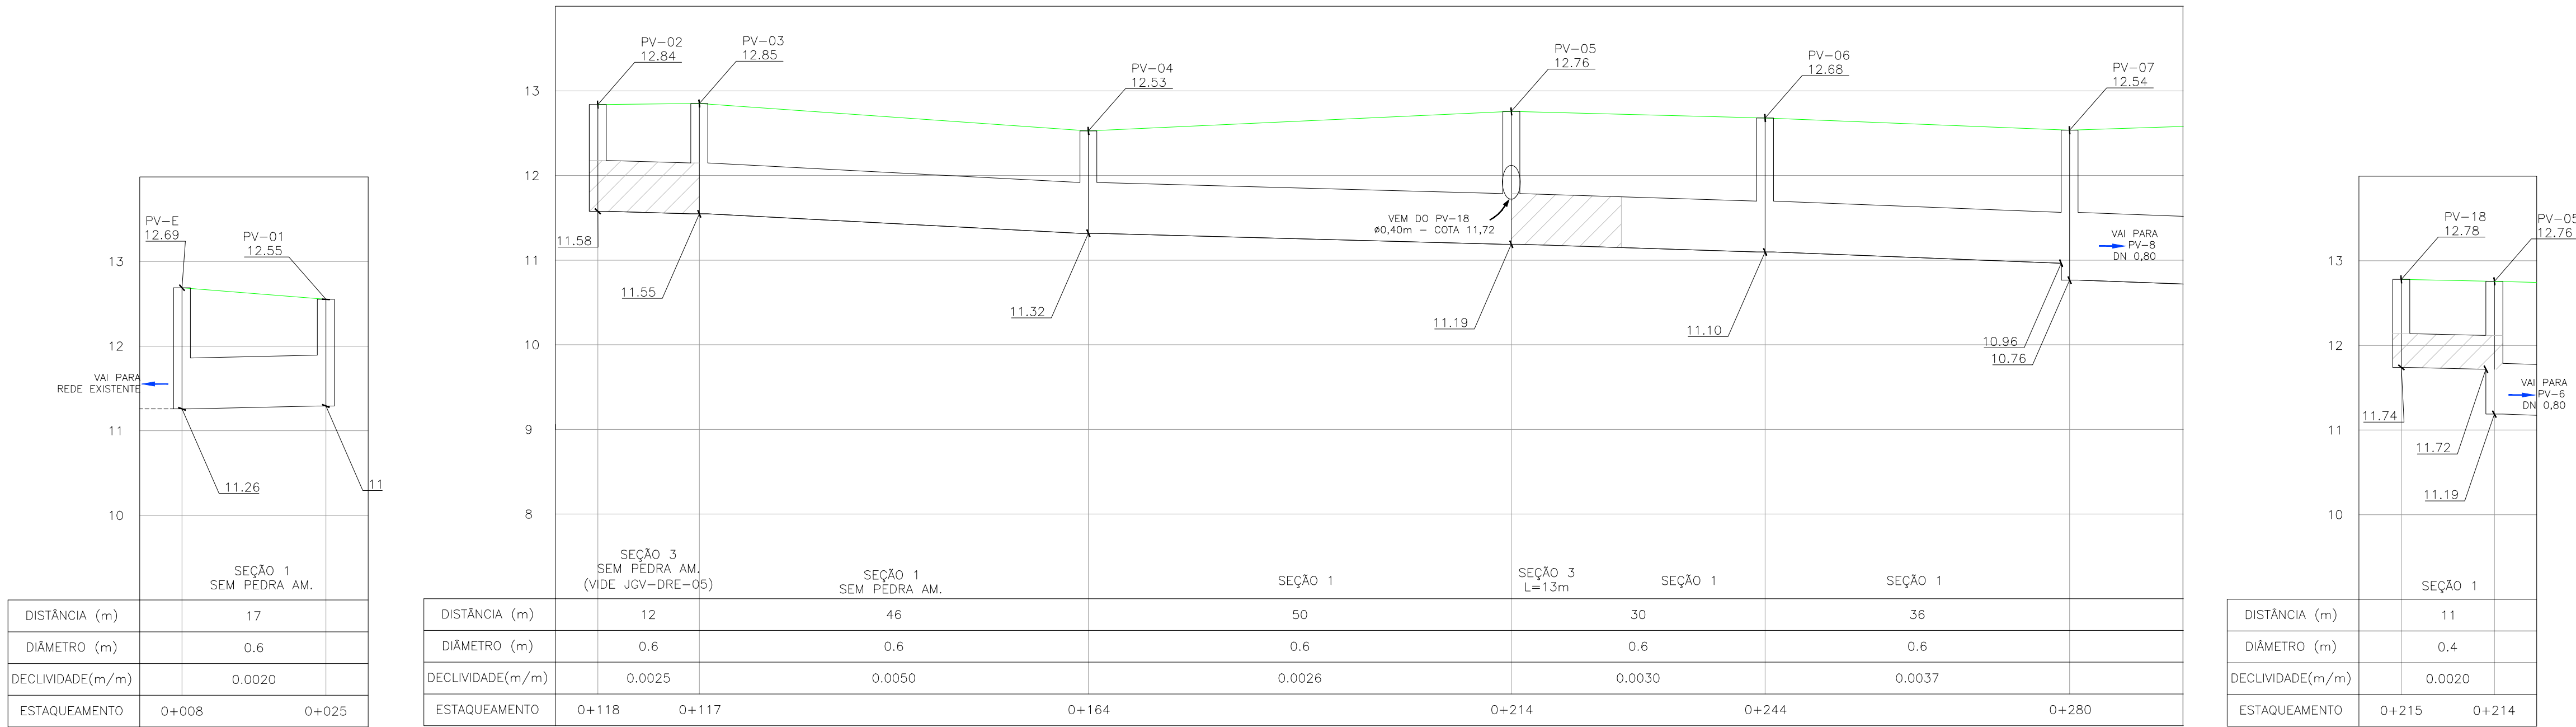 PV-E
12.69
PV-01
12.55
13
12
11
10
VAI PARA
REDE EXISTENTE
11.26
11
SEÇÃO 1
SEM PEDRA AM.
DISTÂNCIA (m) 17
DIÂMETRO (m) 0.6
DECLIVIDADE(m/m) 0.0020
ESTAQUEAMENTO 0+008 0+025
PV-02
12.84
PV-03
12.85
PV-04
12.53
PV-05
12.76
PV-06
12.68
PV-07
12.54
13
12
11
10
9
8
VEM DO PV-18
ø0,40m – COTA 11,72
VAI PARA
PV-8
DN 0,80
11.58
11.55
11.32
11.19
11.10
10.96
10.76
SEÇÃO 3
SEM PEDRA AM.
(VIDE JGV-DRE-05)
SEÇÃO 1
SEM PEDRA AM.
SEÇÃO 1
SEÇÃO 3
L=13m
SEÇÃO 1
SEÇÃO 1
DISTÂNCIA (m) 12 46 50 30 36
DIÂMETRO (m) 0.6 0.6 0.6 0.6 0.6
DECLIVIDADE(m/m) 0.0025 0.0050 0.0026 0.0030 0.0037
ESTAQUEAMENTO 0+118 0+117 0+164 0+214 0+244 0+280
PV-18
12.78
PV-05
12.76
13
12
11
10
VAI PARA
PV-6
DN 0,80
11.74
11.72
11.19
SEÇÃO 1
DISTÂNCIA (m) 11
DIÂMETRO (m) 0.4
DECLIVIDADE(m/m) 0.0020
ESTAQUEAMENTO 0+215 0+214